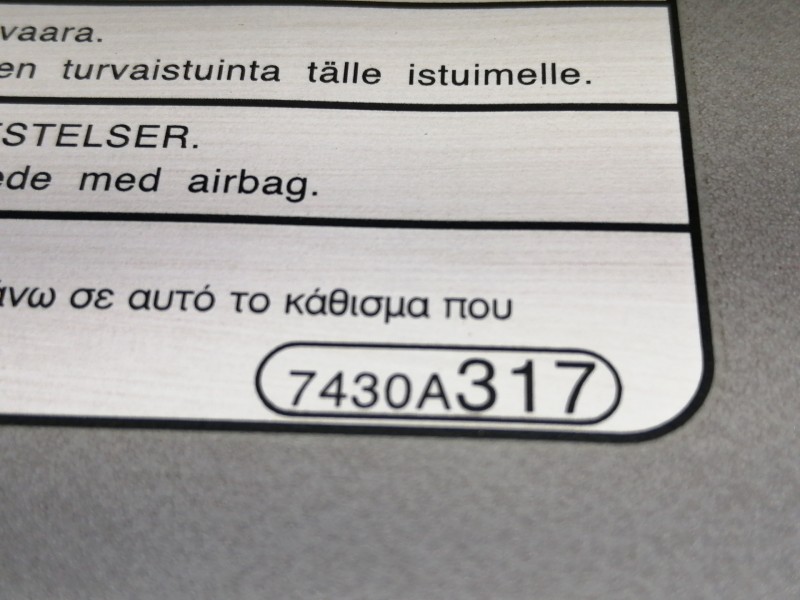 vaara.
en turvaistuinta tälle istuimelle.
STELSER.
ede med airbag.
άνω σε αυτό το κάθισμα που
7430A317